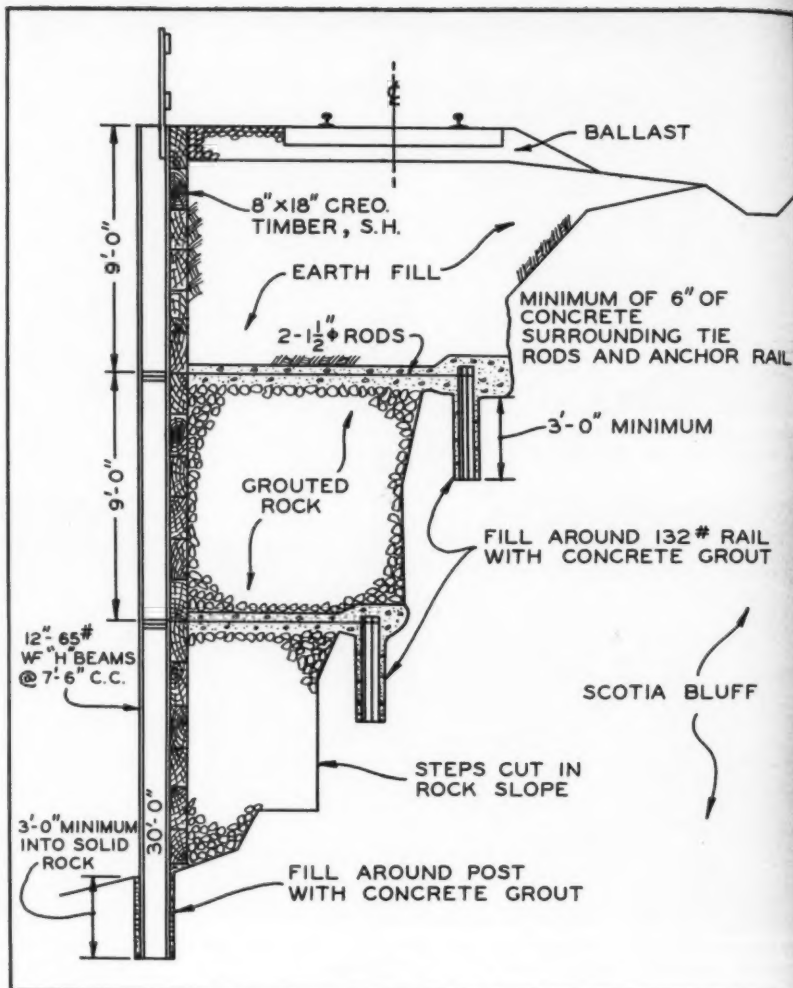 ℄
BALLAST
8"×18" CREO.
TIMBER, S.H.
9'-0"
EARTH FILL
MINIMUM OF 6" OF
CONCRETE
SURROUNDING TIE
RODS AND ANCHOR RAIL
2-1½"ϕ RODS
3'-0" MINIMUM
9'-0"
GROUTED
ROCK
FILL AROUND 132# RAIL
WITH CONCRETE GROUT
12"-65#
WF "H" BEAMS
@ 7'-6" C.C.
SCOTIA BLUFF
STEPS CUT IN
ROCK SLOPE
3'-0" MINIMUM
INTO SOLID
ROCK
30'-0"
FILL AROUND POST
WITH CONCRETE GROUT